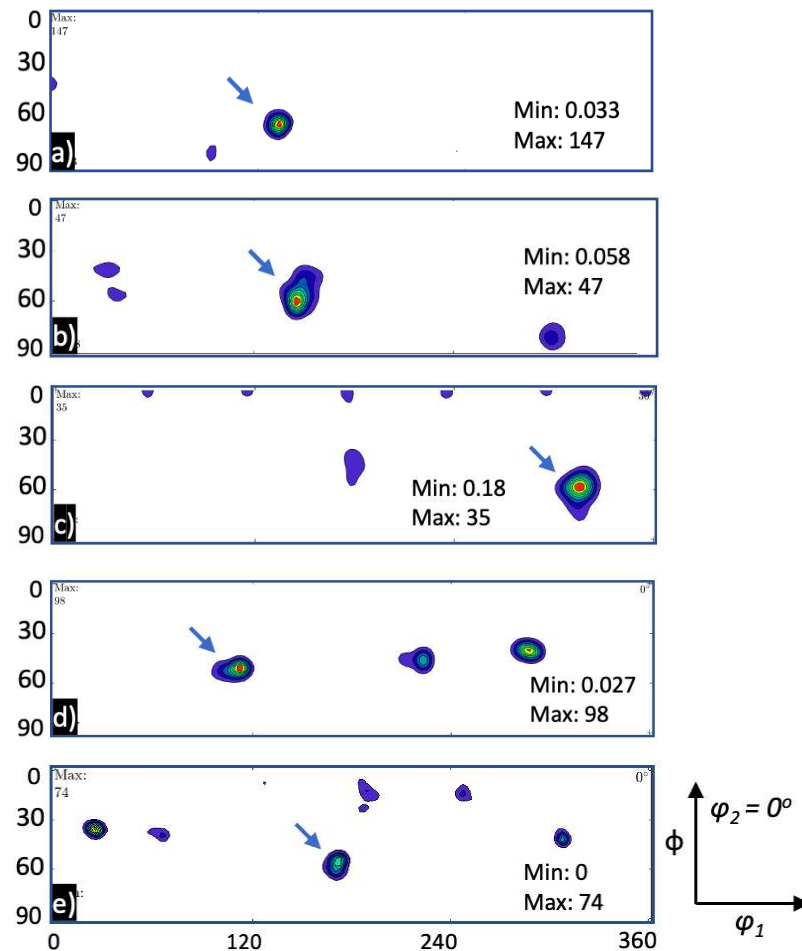 0
Max:
147
30
60
Min: 0.033
Max: 147
90
a)
0
Max:
47
30
Min: 0.058
Max: 47
60
b)
90
0
Max:
35
30
60
Min: 0.18
Max: 35
c)
90
0
Max:
98
0°
30
60
Min: 0.027
Max: 98
90
d)
0
Max:
74
0°
30
φ2 = 0o
ϕ
60
Min: 0
Max: 74
90
e)
0 120 240 360
φ1